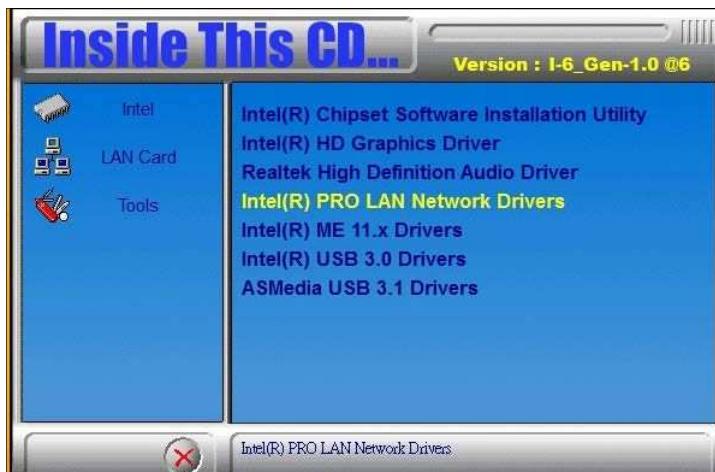 Inside This CD...
Version : I-6_Gen-1.0 @6
Intel
LAN Card
Tools
Intel(R) Chipset Software Installation Utility
Intel(R) HD Graphics Driver
Realtek High Definition Audio Driver
Intel(R) PRO LAN Network Drivers
Intel(R) ME 11.x Drivers
Intel(R) USB 3.0 Drivers
ASMedia USB 3.1 Drivers
Intel(R) PRO LAN Network Drivers